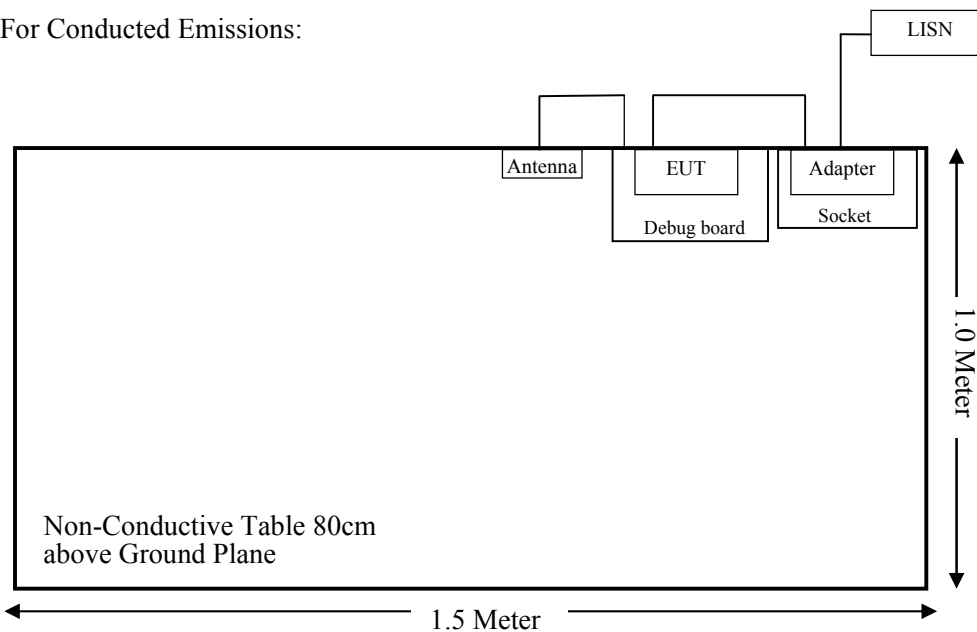 For Conducted Emissions:
LISN
Antenna
EUT
Adapter
Debug board
Socket
1.0 Meter
Non-Conductive Table 80cm
above Ground Plane
1.5 Meter